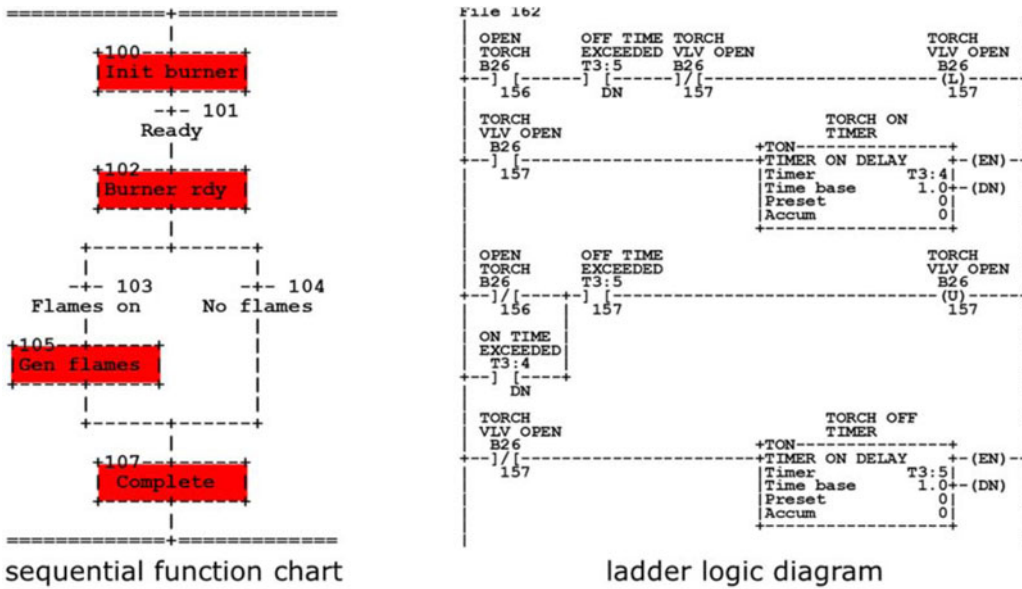 100
Init burner
101
Ready
102
Burner rdy
103
104
Flames on
No flames
105
Gen flames
107
Complete
sequential function chart
File 162
OPEN OFF TIME TORCH TORCH
TORCH EXCEEDED VLV OPEN VLV OPEN
B26 T3:5 B26 B26
] [ ] [ ]/[ (L)
156 DN 157 157
TORCH TORCH ON
VLV OPEN TIMER
B26 +TON
] [ +TIMER ON DELAY +-(EN)
157 |Timer T3:4|
|Time base 1.0+-(DN)
|Preset 0|
|Accum 0|
OPEN OFF TIME TORCH
TORCH EXCEEDED VLV OPEN
B26 T3:5 B26
]/[ ] [ (U)
156 157 157
ON TIME
EXCEEDED
T3:4
] [
DN
TORCH TORCH OFF
VLV OPEN TIMER
B26 +TON
]/[ +TIMER ON DELAY +-(EN)
157 |Timer T3:5|
|Time base 1.0+-(DN)
|Preset 0|
|Accum 0|
ladder logic diagram